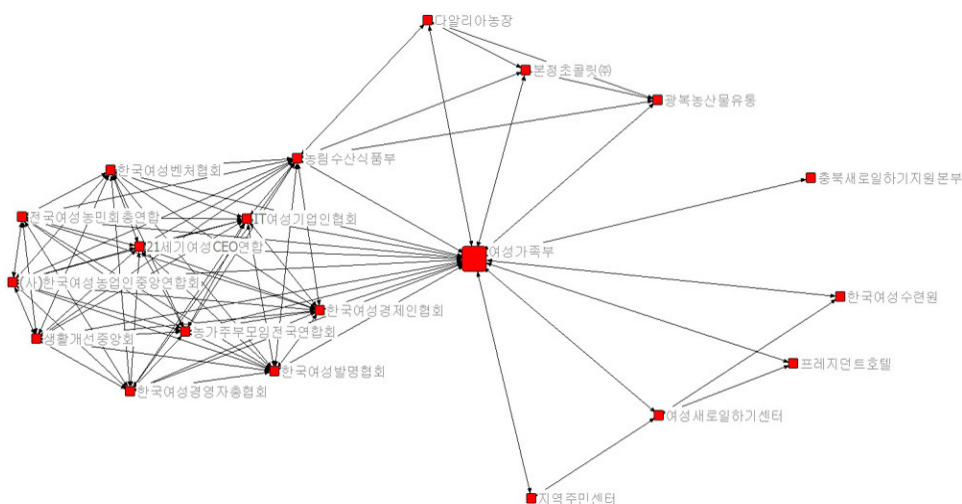 다알리아농장
본정초콜릿㈜
광복농산물유통
농림수산식품부
한국여성벤처협회
충북새로일하기지원본부
전국여성농민회총연합
IT여성기업인협회
21세기여성CEO연합
여성가족부
(사)한국여성농업인중앙연합회
한국여성수련원
한국여성경제인협회
농가주부모임전국연합회
생활개선중앙회
프레지던트호텔
한국여성발명협회
한국여성경영자총협회
여성새로일하기센터
지역주민센터